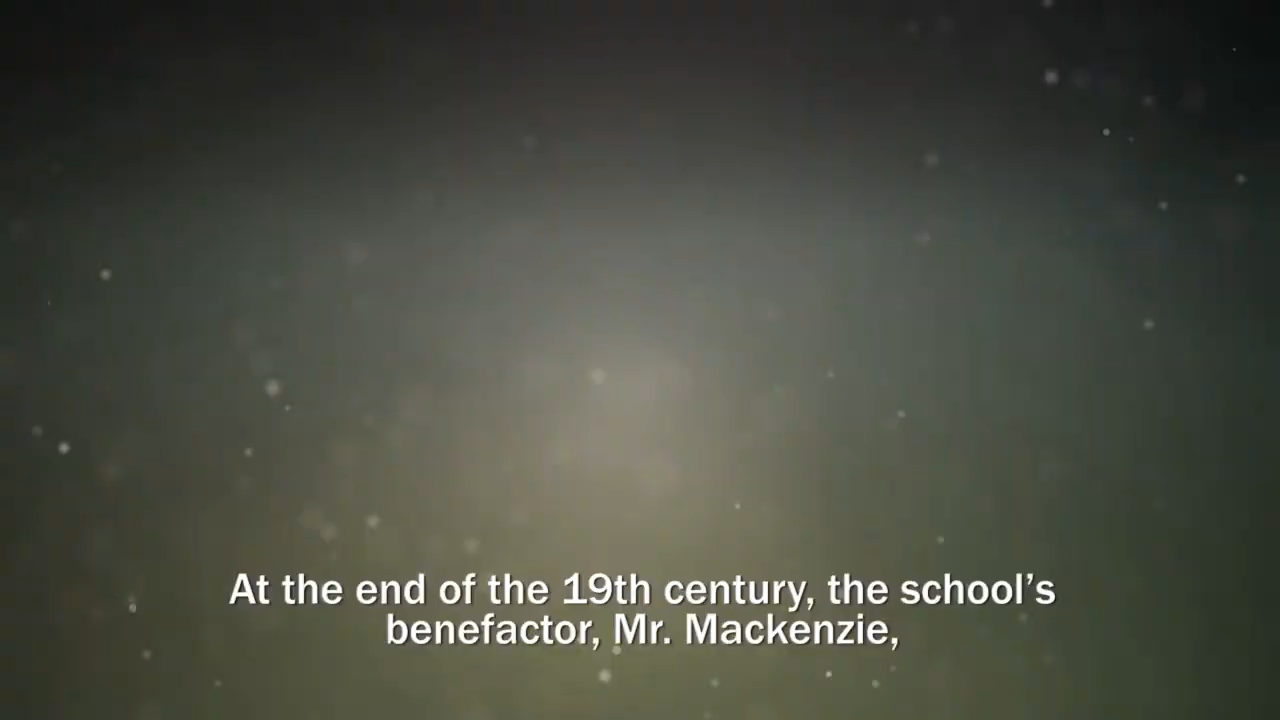 At the end of the 19th century, the school’s
benefactor, Mr. Mackenzie,